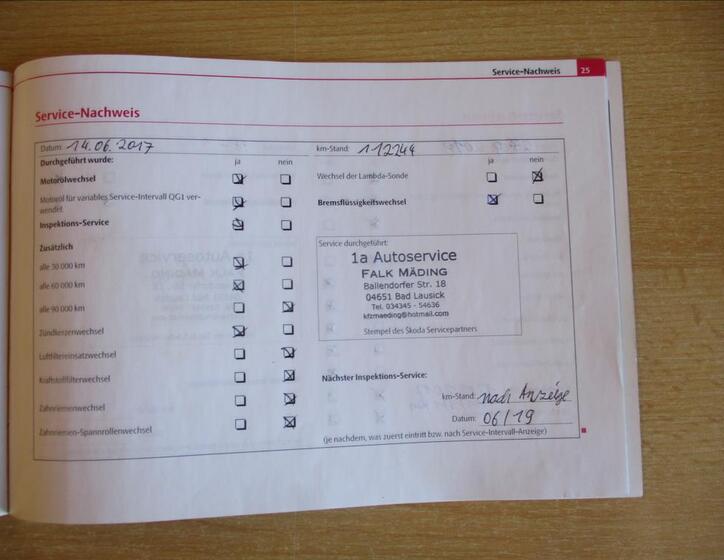 Service-Nachweis 25
Service-Nachweis
Datum: 14.06.2017 km-Stand: 112244
Durchgeführt wurde: ja nein ja nein
Motorölwechsel Wechsel der Lambda-Sonde
Motoröl für variables Service-Intervall QG1 ver-
wendet Bremsflüssigkeitswechsel
Inspektions-Service
Zusätzlich
alle 30 000 km
alle 60 000 km
alle 90 000 km
Zündkerzenwechsel
Luftfiltereinsatzwechsel
Kraftstofffilterwechsel
Zahnriemenwechsel
Zahnriemen-Spannrollenwechsel
Service durchgeführt:
1a Autoservice
FALK MÄDING
Ballendorfer Str. 18
04651 Bad Lausick
Tel. 034345 - 54636
kfzmaeding@hotmail.com
Stempel des Škoda Servicepartners
Nächster Inspektions-Service:
km-Stand: nach Anzeige
Datum: 06/19
(je nachdem, was zuerst eintritt bzw. nach Service-Intervall-Anzeige)